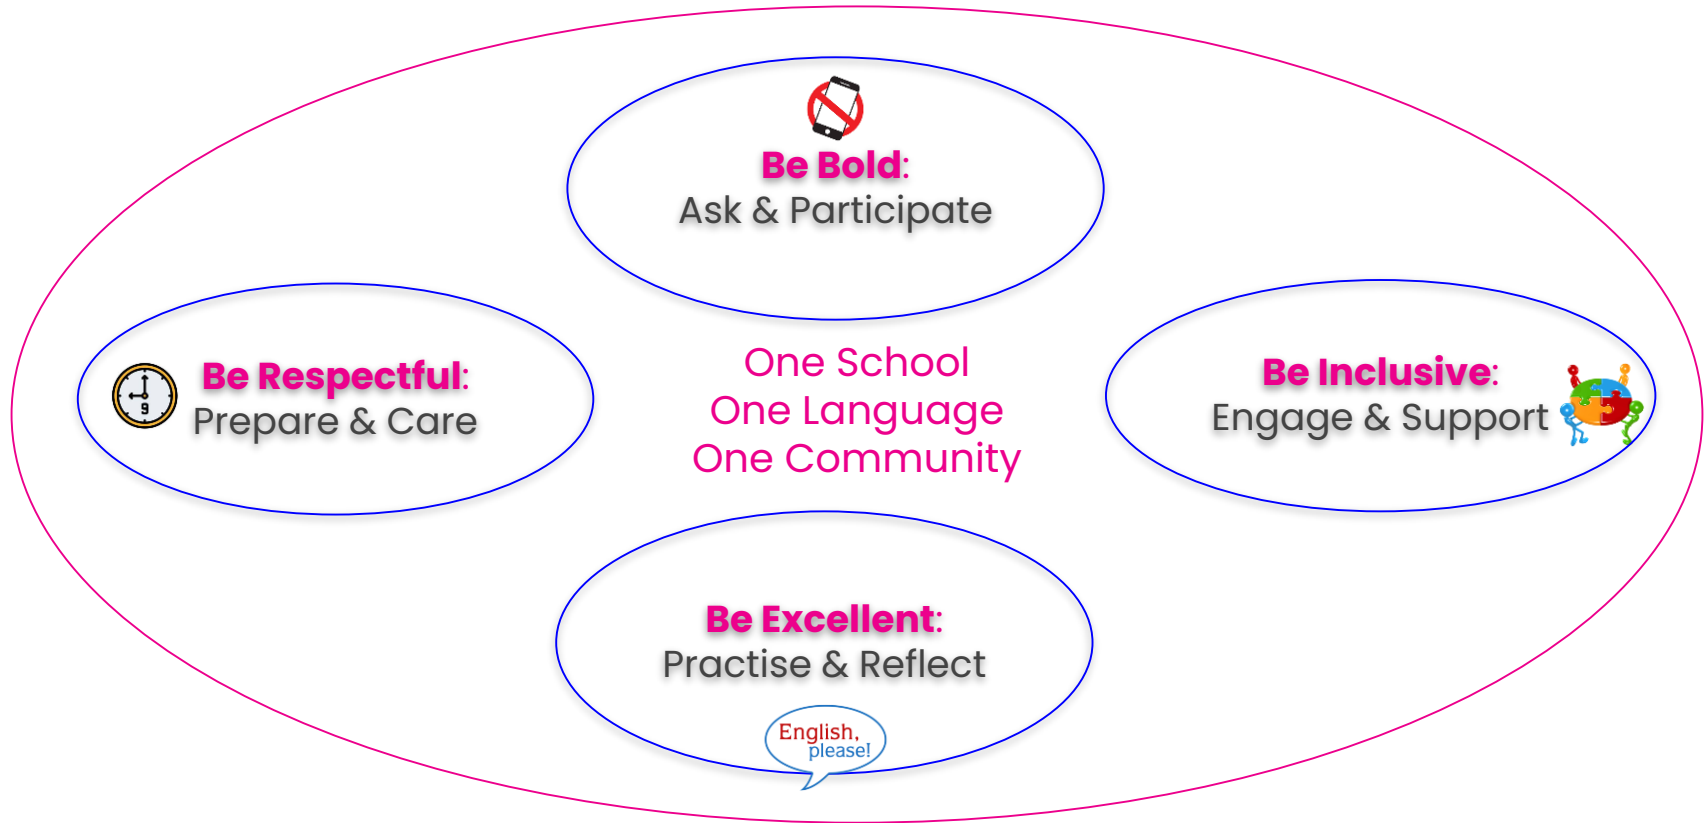 Be Bold:
Ask & Participate
Be Respectful:
Prepare & Care
9
One School
One Language
One Community
Be Inclusive:
Engage & Support
Be Excellent:
Practise & Reflect
English,
please!